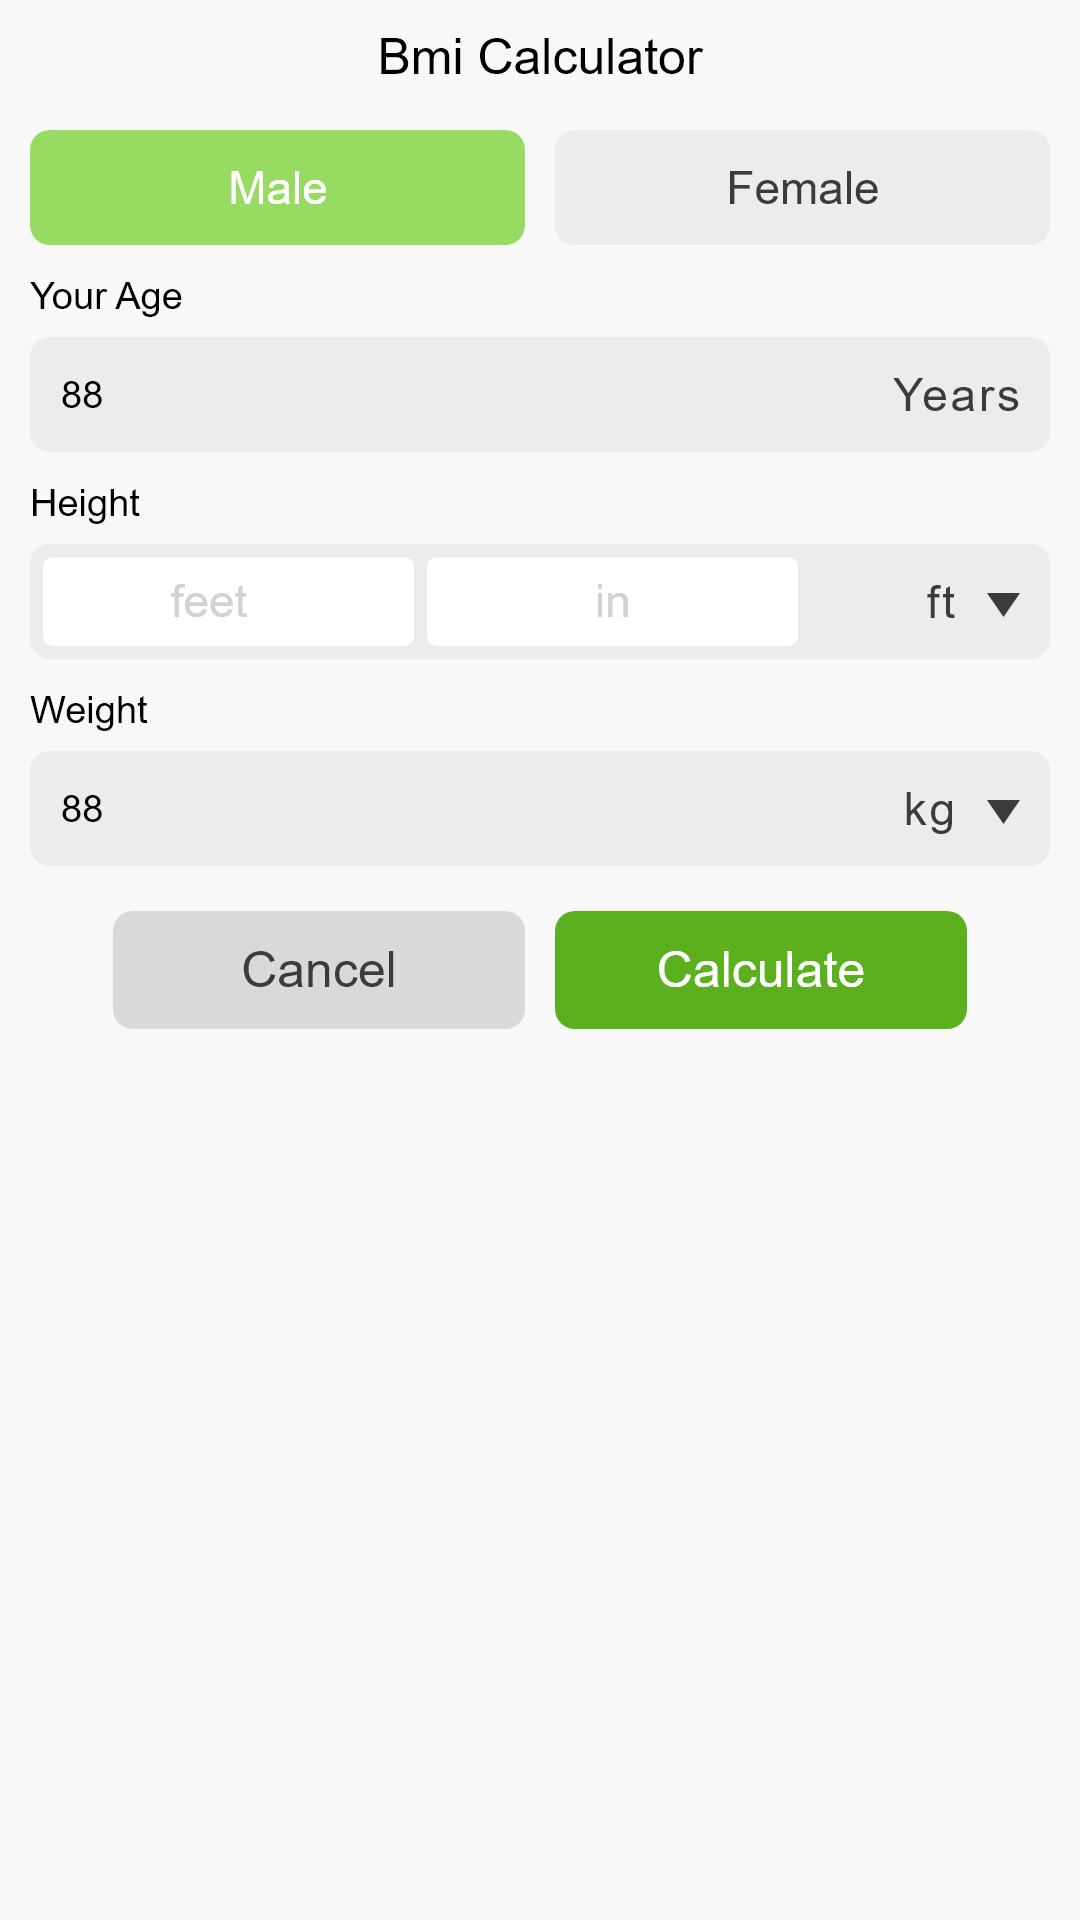 Bmi Calculator
Male Female
Your Age
88 Years
Height
feet in ft
Weight
88 kg
Cancel Calculate